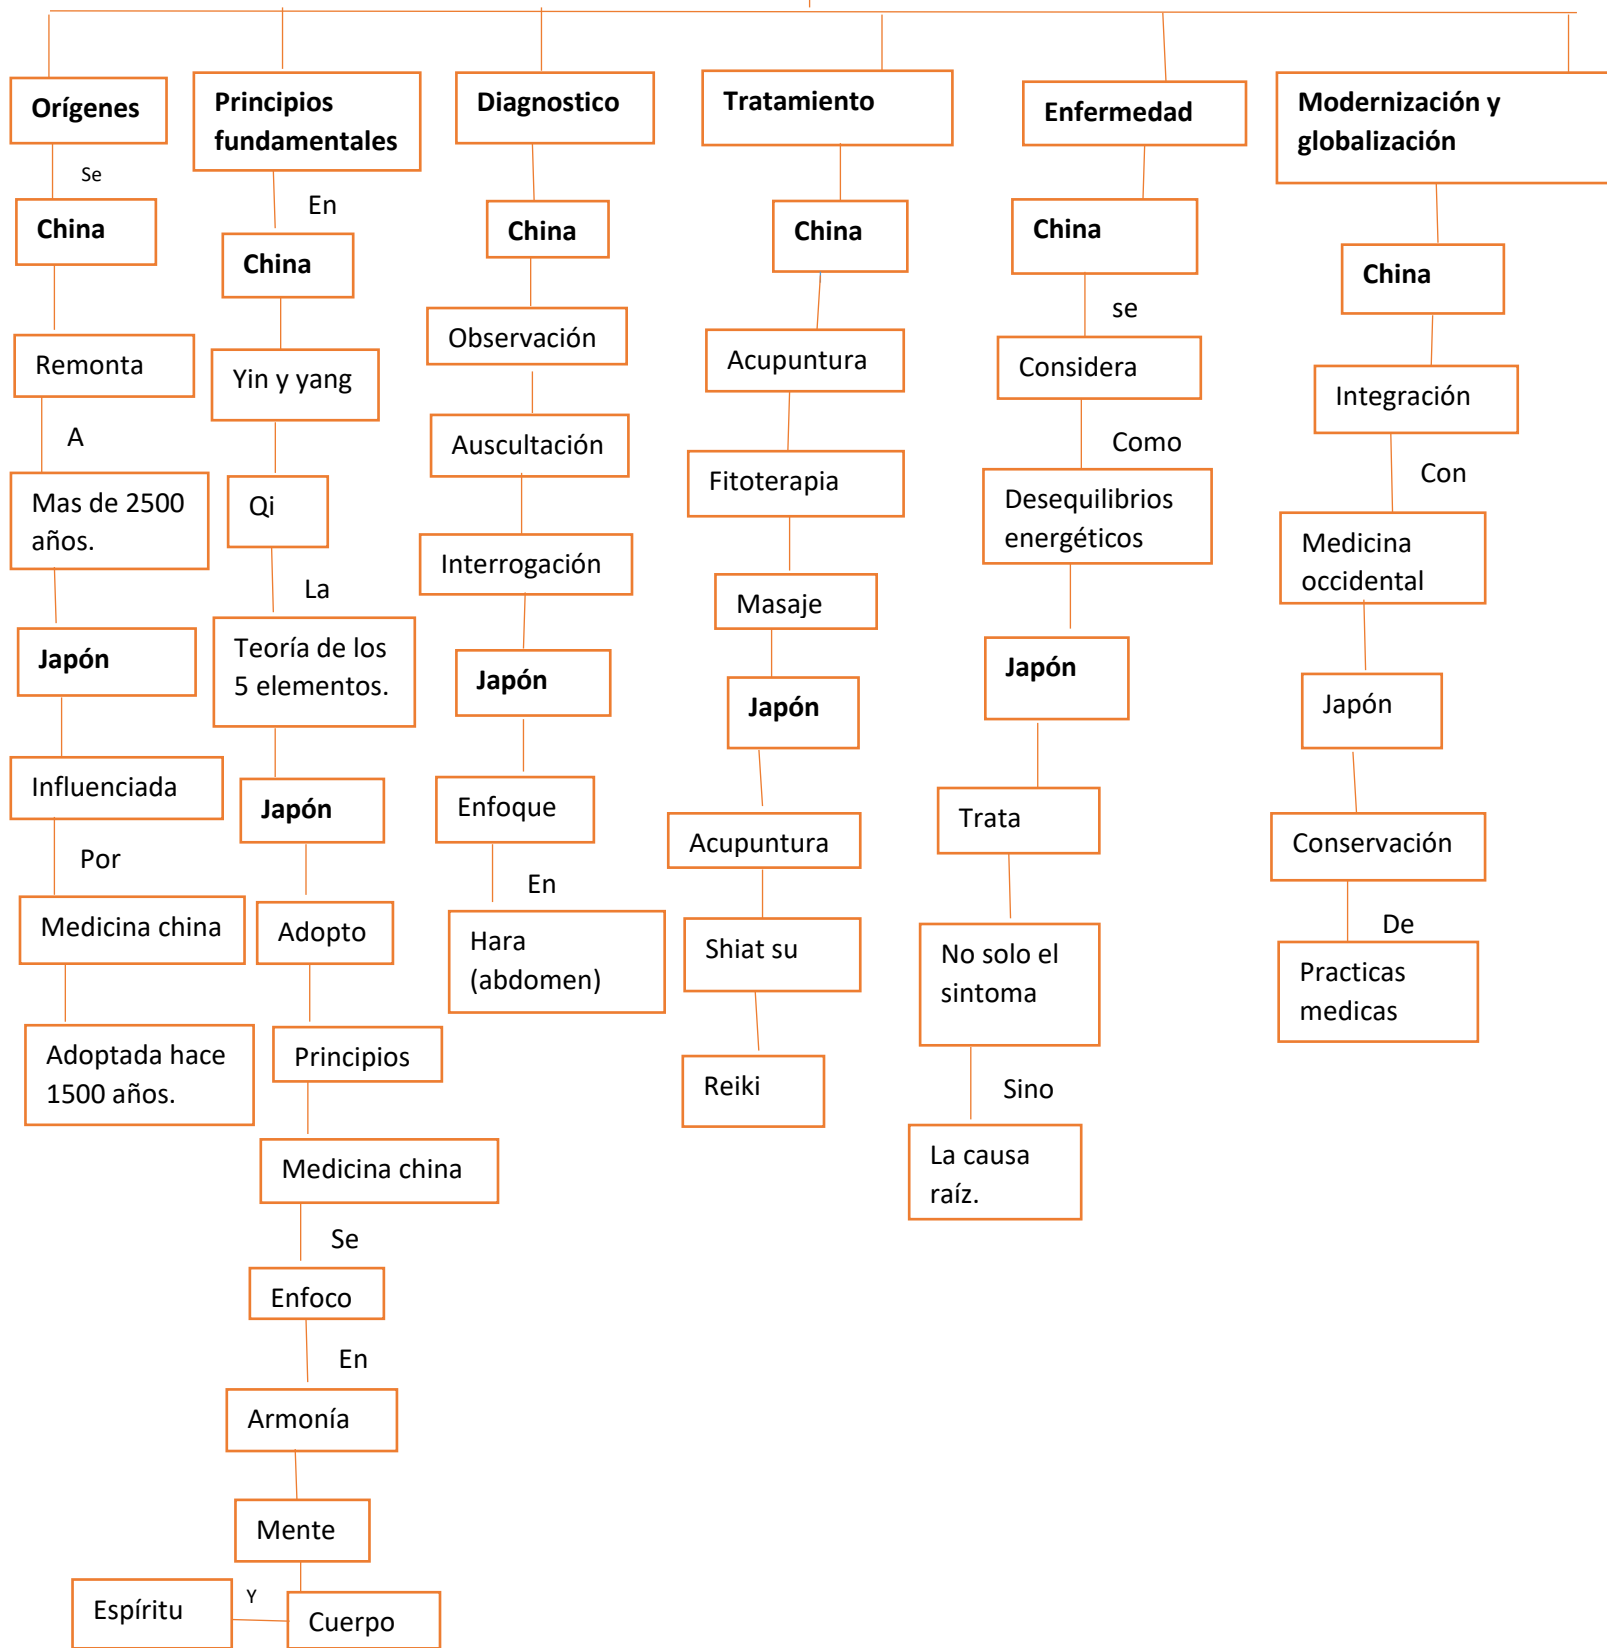 Orígenes
Se
China
Remonta
A
Mas de 2500
años.
Japón
Influenciada
Por
Medicina china
Adoptada hace
1500 años.
Principios
fundamentales
En
China
Yin y yang
Qi
La
Teoría de los
5 elementos.
Japón
Adopto
Principios
Medicina china
Se
Enfoco
En
Armonía
Mente
Cuerpo
Y
Espíritu
Diagnostico
China
Observación
Auscultación
Interrogación
Japón
Enfoque
En
Hara
(abdomen)
Tratamiento
China
Acupuntura
Fitoterapia
Masaje
Japón
Acupuntura
Shiat su
Reiki
Enfermedad
China
se
Considera
Como
Desequilibrios
energéticos
Japón
Trata
No solo el
sintoma
Sino
La causa
raíz.
Modernización y
globalización
China
Integración
Con
Medicina
occidental
Japón
Conservación
De
Practicas
medicas